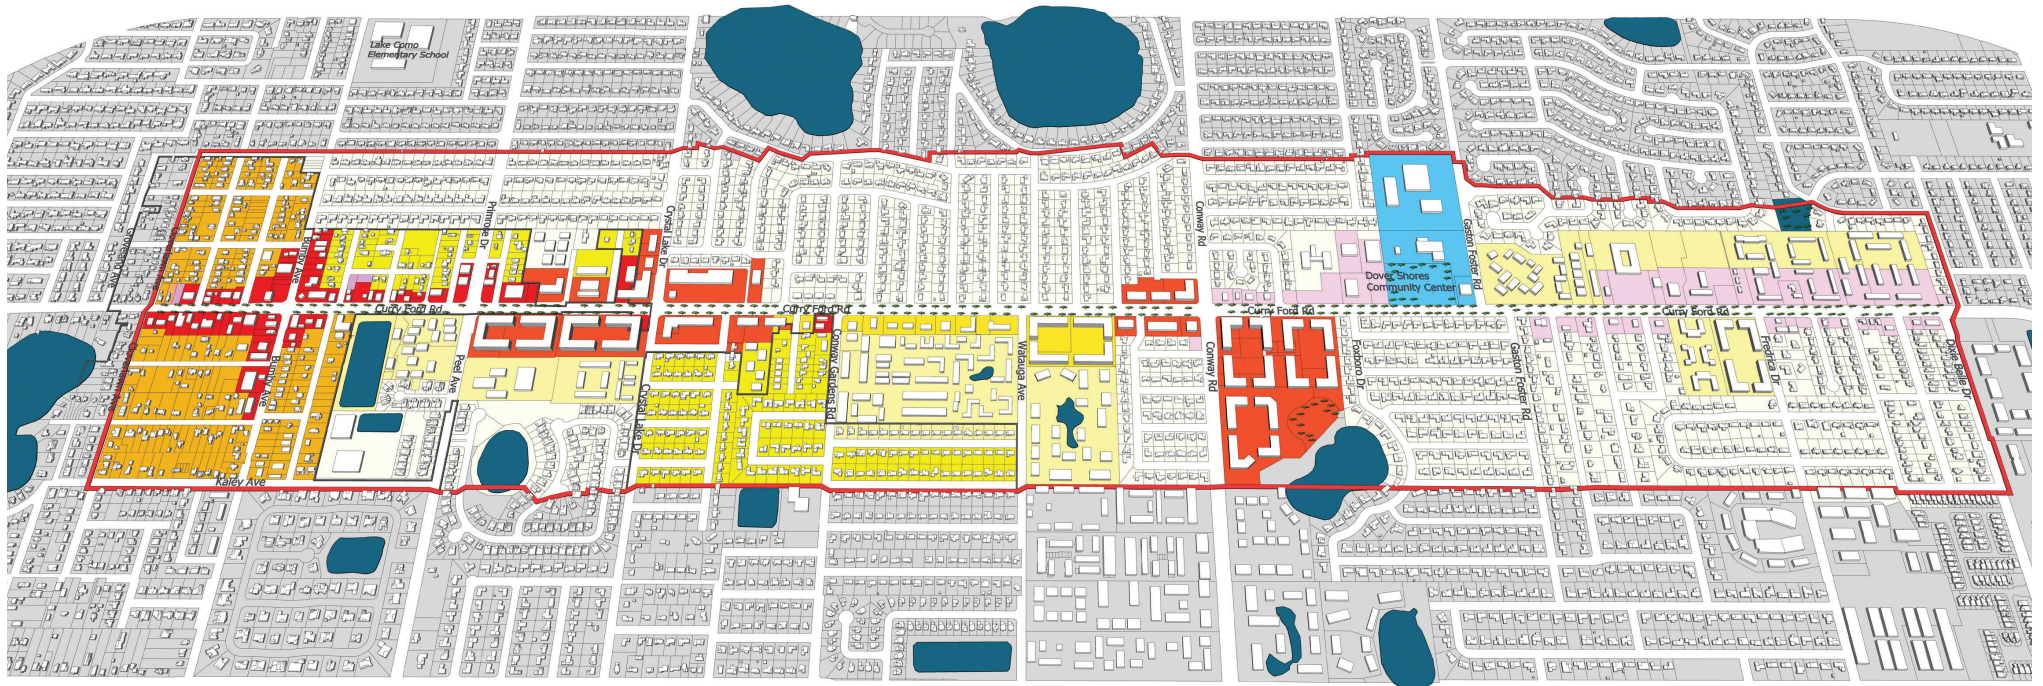 Lake Como
Elementary School
Primrose Dr
Crystal Lake Dr
Conway Rd
Gaston Foster Rd
Bumby Ave
Dover Shores
Community Center
Curry Ford Rd
Curry Ford Rd
Curry Ford Rd
Curry Ford Rd
Bumby Ave
Peel Ave
Crystal Lake Dr
Conway Gardens Rd
Watauga Ave
Conway Rd
Foxboro Dr
Gaston Foster Rd
Fredrica Dr
Dixie Belle Dr
Kaley Ave